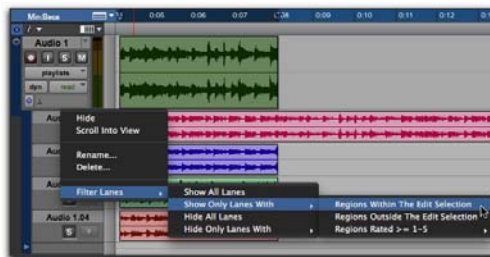 Min:Secs
0:05
0:06
0:07
0:09
0:10
0:11
0:12
Audio 1
I S M
playlists
dyn read
Hide
Scroll Into View
Rename...
Delete...
Filter Lanes
Show All Lanes
Show Only Lanes With
Hide All Lanes
Hide Only Lanes With
Regions Within The Edit Selection
Regions Outside The Edit Selection
Regions Rated >= 1-5
Audio 1.04
S